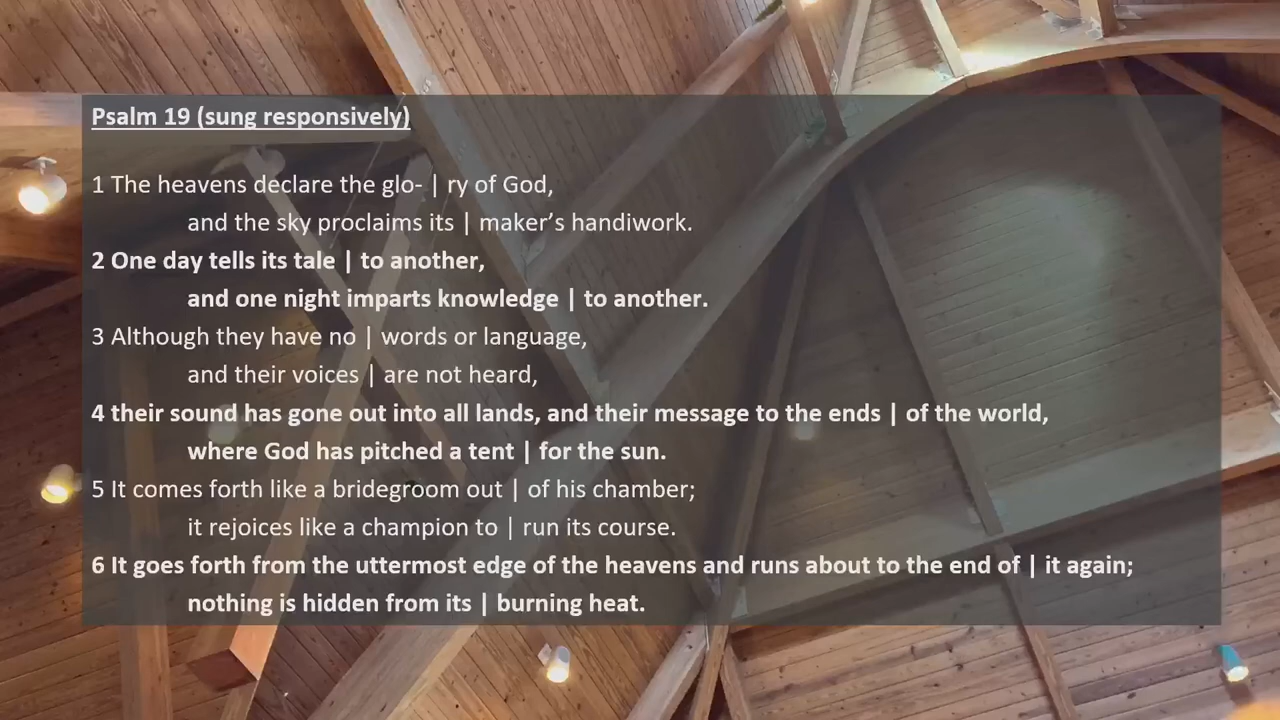 Psalm 19 (sung responsively)
1 The heavens declare the glo- | ry of God,
and the sky proclaims its | maker’s handiwork.
2 One day tells its tale | to another,
and one night imparts knowledge | to another.
3 Although they have no | words or language,
and their voices | are not heard,
4 their sound has gone out into all lands, and their message to the ends | of the world,
where God has pitched a tent | for the sun.
5 It comes forth like a bridegroom out | of his chamber;
it rejoices like a champion to | run its course.
6 It goes forth from the uttermost edge of the heavens and runs about to the end of | it again;
nothing is hidden from its | burning heat.